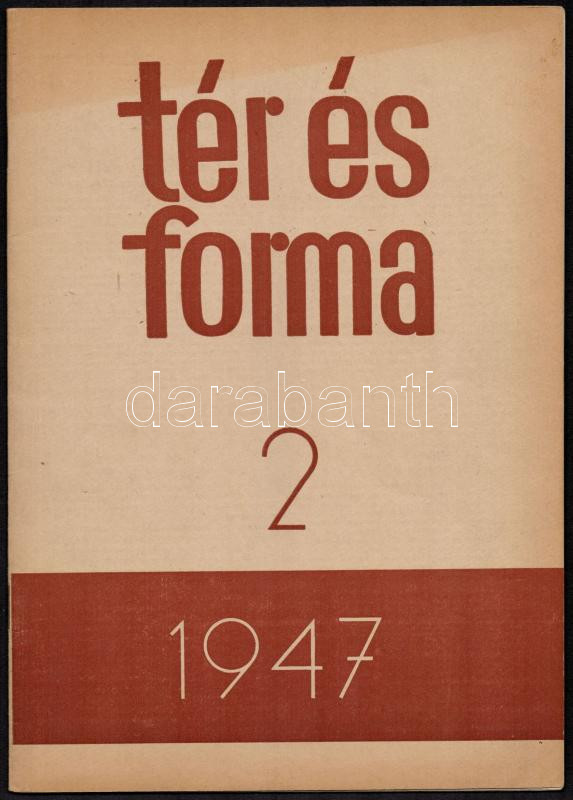 tér és
forma
darabanth
2
1947